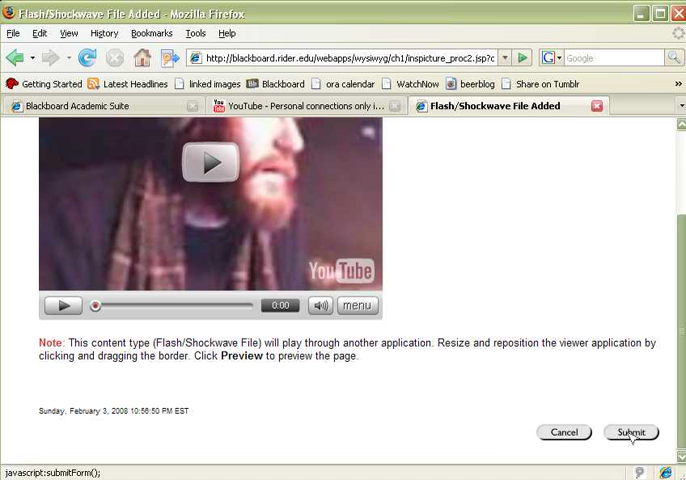 Flash/Shockwave File Added - Mozilla Firefox
File Edit View History Bookmarks Tools Help
http://blackboard.rider.edu/webapps/wysiwyg/ch1/inspicture_proc2.jsp?c
G Google
Getting Started Latest Headlines linked images Blackboard ora calendar WatchNow beerblog Share on Tumblr
Blackboard Academic Suite
YouTube - Personal connections only i...
Flash/Shockwave File Added
YouTube
0:00 menu
Note: This content type (Flash/Shockwave File) will play through another application. Resize and reposition the viewer application by
clicking and dragging the border. Click Preview to preview the page.
Sunday, February 3, 2008 10:56:50 PM EST
Cancel Submit
javascript:submitForm();